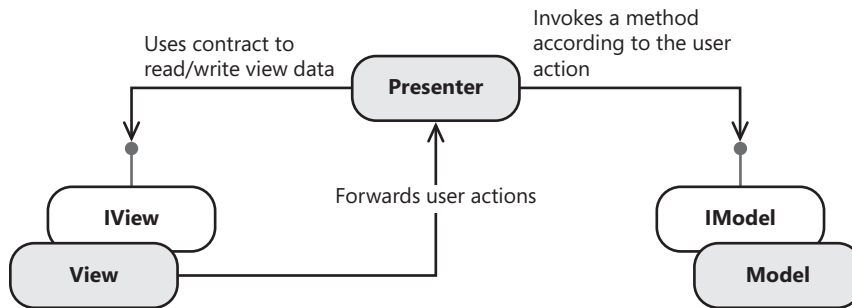 Uses contract to
read/write view data
Presenter
Invokes a method
according to the user
action
Forwards user actions
IView
View
IModel
Model